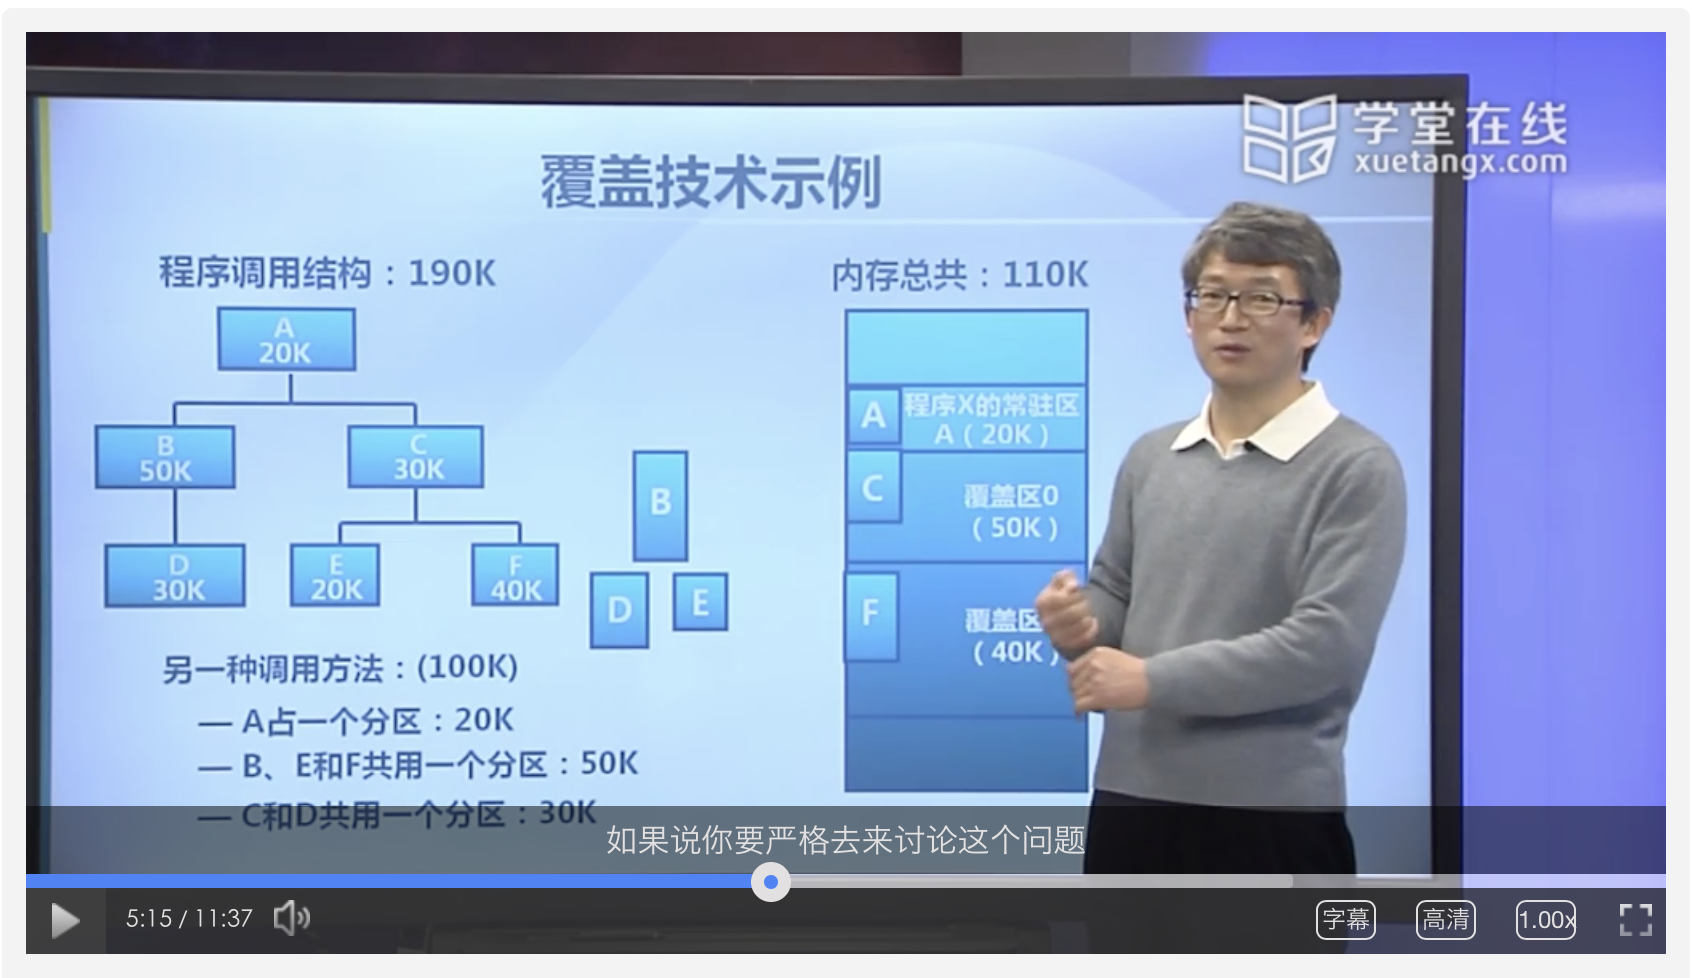 学堂在线
xuetangx.com
覆盖技术示例
程序调用结构：190K
A
20K
B
50K
C
30K
D
30K
E
20K
F
40K
B
D
E
另一种调用方法：(100K)
— A占一个分区：20K
— B、E和F共用一个分区：50K
— C和D共用一个分区：30K
内存总共：110K
A
程序X的常驻区
A（20K）
C
覆盖区0
（50K）
F
覆盖区
（40K）
如果说你要严格去来讨论这个问题
5:15 / 11:37
字幕
高清
1.00x